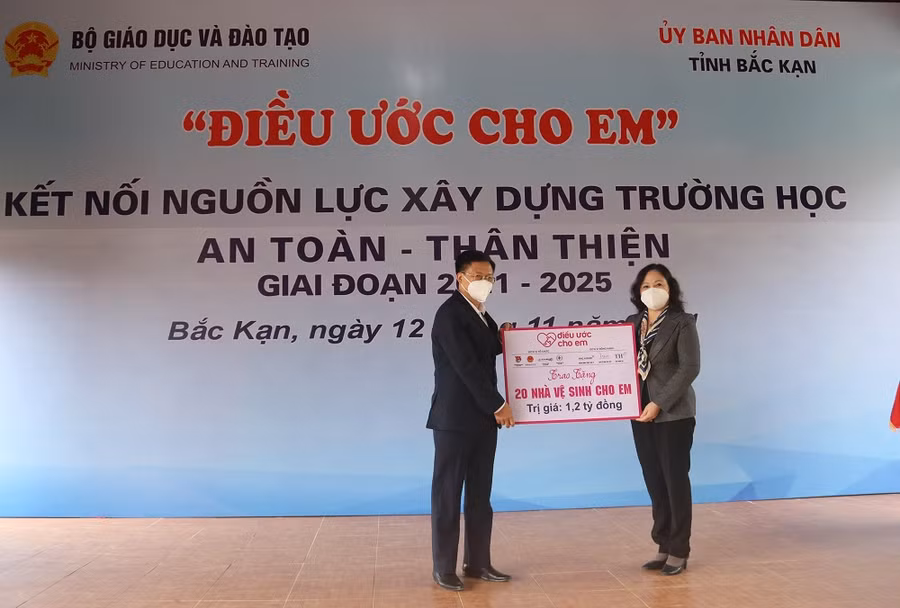 BỘ GIÁO DỤC VÀ ĐÀO TẠO
MINISTRY OF EDUCATION AND TRAINING
ỦY BAN NHÂN DÂN
TỈNH BẮC KẠN
“ĐIỀU ƯỚC CHO EM”
KẾT NỐI NGUỒN LỰC XÂY DỰNG TRƯỜNG HỌC
AN TOÀN - THÂN THIỆN
GIAI ĐOẠN 2 1 - 2025
Bắc Kạn, ngày 12 11 năm
điều ước
cho em
Trao tặng
20 NHÀ VỆ SINH CHO EM
Trị giá: 1,2 tỷ đồng